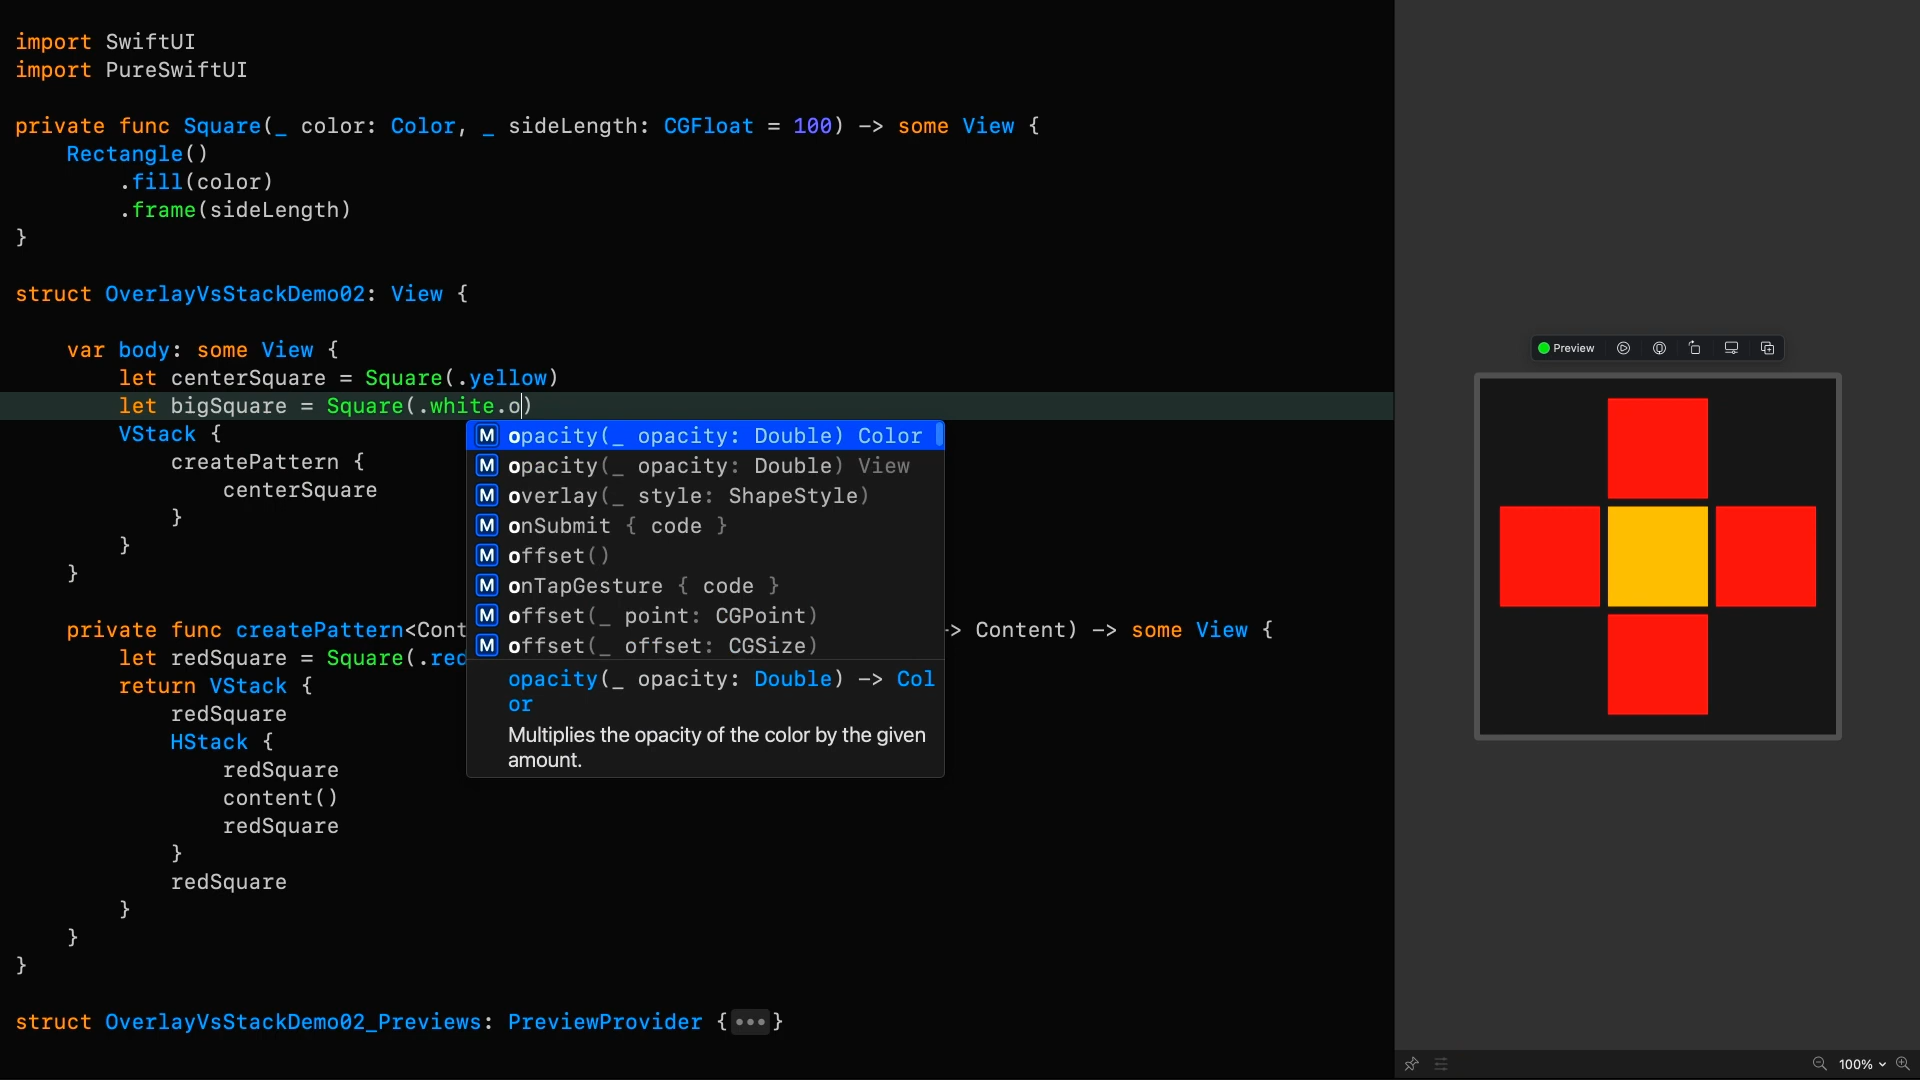 import SwiftUI
import PureSwiftUI
private func Square(_ color: Color, _ sideLength: CGFloat = 100) -> some View {
Rectangle()
.fill(color)
.frame(sideLength)
}
struct OverlayVsStackDemo02: View {
var body: some View {
let centerSquare = Square(.yellow)
let bigSquare = Square(.white.o)
VStack {
createPattern {
centerSquare
}
}
}
private func createPattern<Cont
-> Content) -> some View {
let redSquare = Square(.red
return VStack {
redSquare
HStack {
redSquare
content()
redSquare
}
redSquare
}
}
}
struct OverlayVsStackDemo02_Previews: PreviewProvider {•••}
M opacity(_ opacity: Double) Color
M opacity(_ opacity: Double) View
M overlay(_ style: ShapeStyle)
M onSubmit { code }
M offset()
M onTapGesture { code }
M offset(_ point: CGPoint)
M offset(_ offset: CGSize)
opacity(_ opacity: Double) -> Col
or
Multiplies the opacity of the color by the given
amount.
Preview
100%